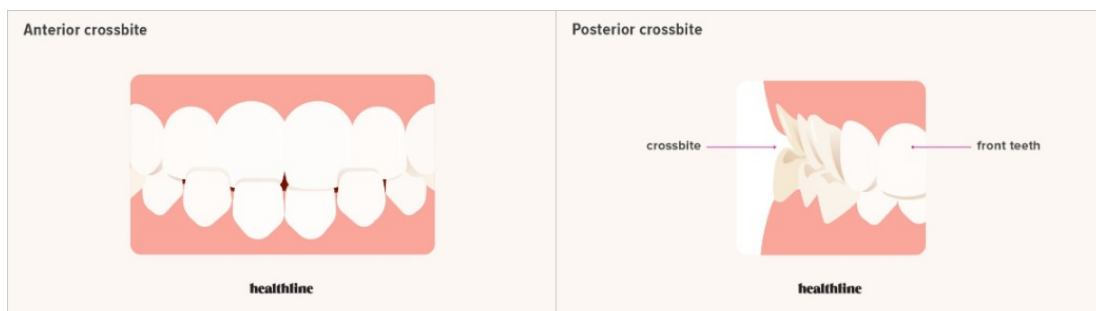 Anterior crossbite
healthline
Posterior crossbite
crossbite
front teeth
healthline